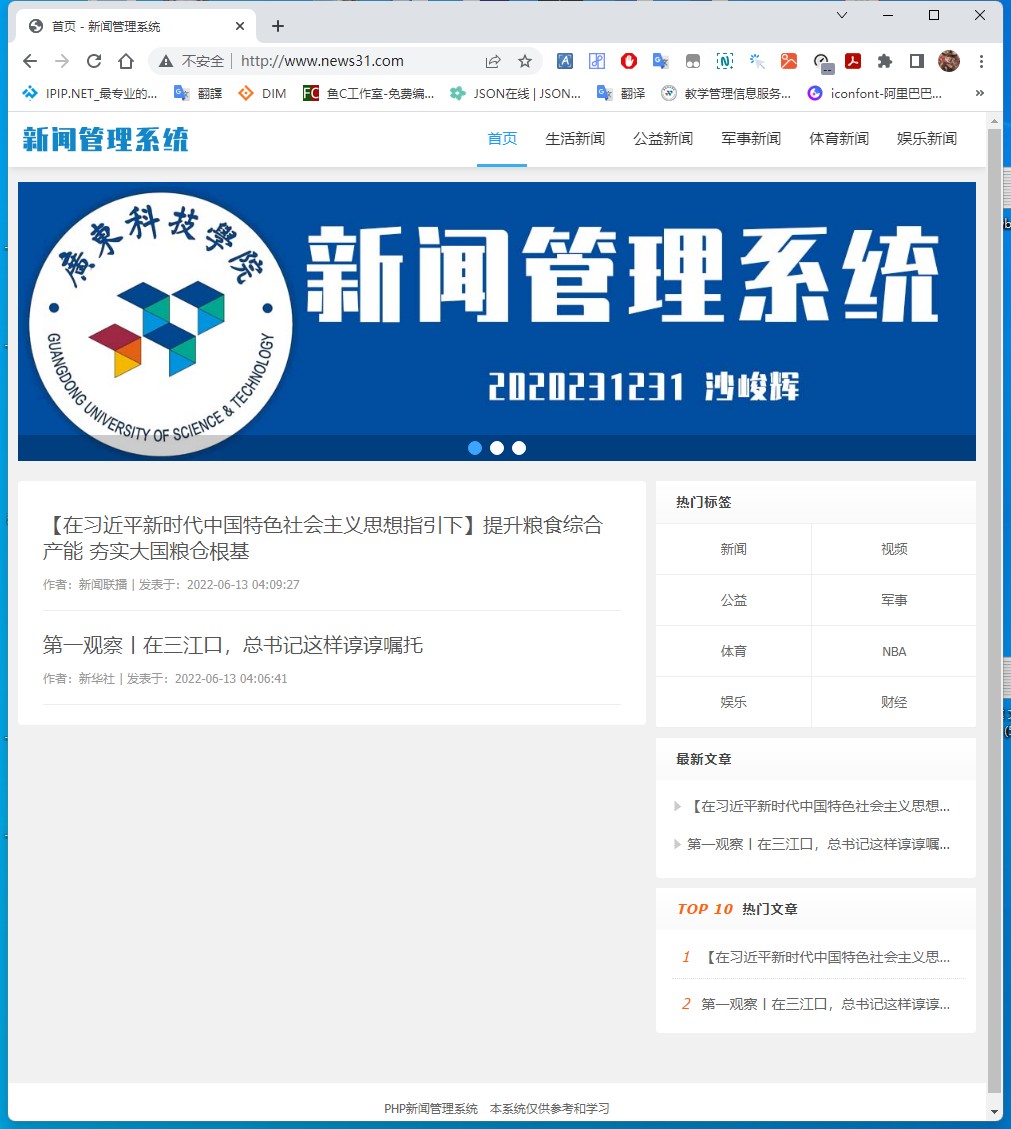 首页 - 新闻管理系统
不安全 | http://www.news31.com
IPIP.NET_最专业的... 翻譯 DIM 鱼C工作室-免费编... JSON在线 | JSON... 翻译 教学管理信息服务... iconfont-阿里巴巴... »
新闻管理系统 首页 生活新闻 公益新闻 军事新闻 体育新闻 娱乐新闻
廣東科技學院
GUANGDONG UNIVERSITY OF SCIENCE & TECHNOLOGY
新闻管理系统
2020231231 沙峻辉
【在习近平新时代中国特色社会主义思想指引下】提升粮食综合
产能 夯实大国粮仓根基
作者：新闻联播 | 发表于：2022-06-13 04:09:27
第一观察丨在三江口，总书记这样谆谆嘱托
作者：新华社 | 发表于：2022-06-13 04:06:41
热门标签
新闻 视频
公益 军事
体育 NBA
娱乐 财经
最新文章
【在习近平新时代中国特色社会主义思想...
第一观察丨在三江口，总书记这样谆谆嘱...
TOP 10 热门文章
1 【在习近平新时代中国特色社会主义思...
2 第一观察丨在三江口，总书记这样谆谆...
PHP新闻管理系统 本系统仅供参考和学习